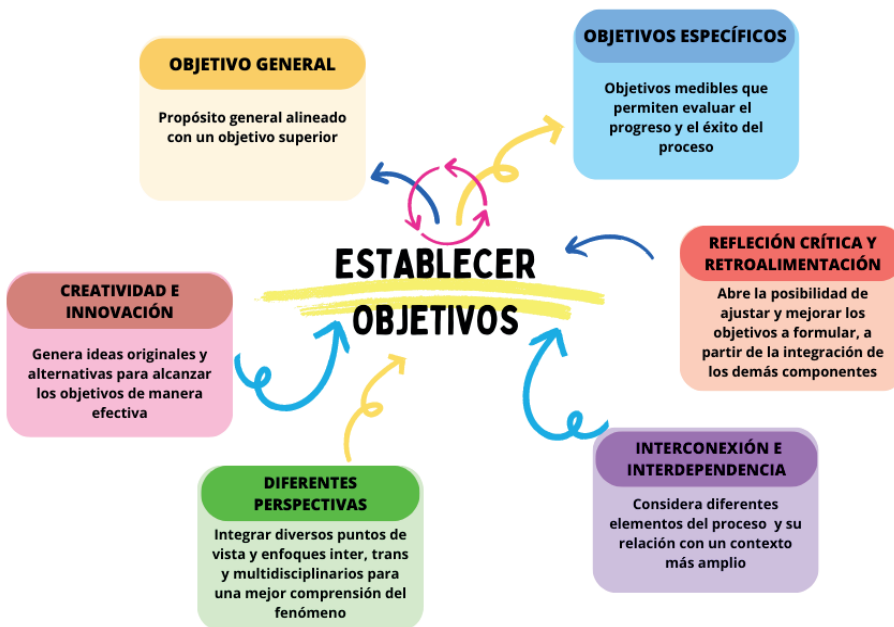 OBJETIVO GENERAL
Propósito general alineado
con un objetivo superior
OBJETIVOS ESPECÍFICOS
Objetivos medibles que
permiten evaluar el
progreso y el éxito del
proceso
ESTABLECER
OBJETIVOS
REFLECIÓN CRÍTICA Y
RETROALIMENTACIÓN
Abre la posibilidad de
ajustar y mejorar los
objetivos a formular, a
partir de la integración de
los demás componentes
CREATIVIDAD E
INNOVACIÓN
Genera ideas originales y
alternativas para alcanzar
los objetivos de manera
efectiva
DIFERENTES
PERSPECTIVAS
Integrar diversos puntos de
vista y enfoques inter, trans
y multidisciplinarios para
una mejor comprensión del
fenómeno
INTERCONEXIÓN E
INTERDEPENDENCIA
Considera diferentes
elementos del proceso y su
relación con un contexto
más amplio